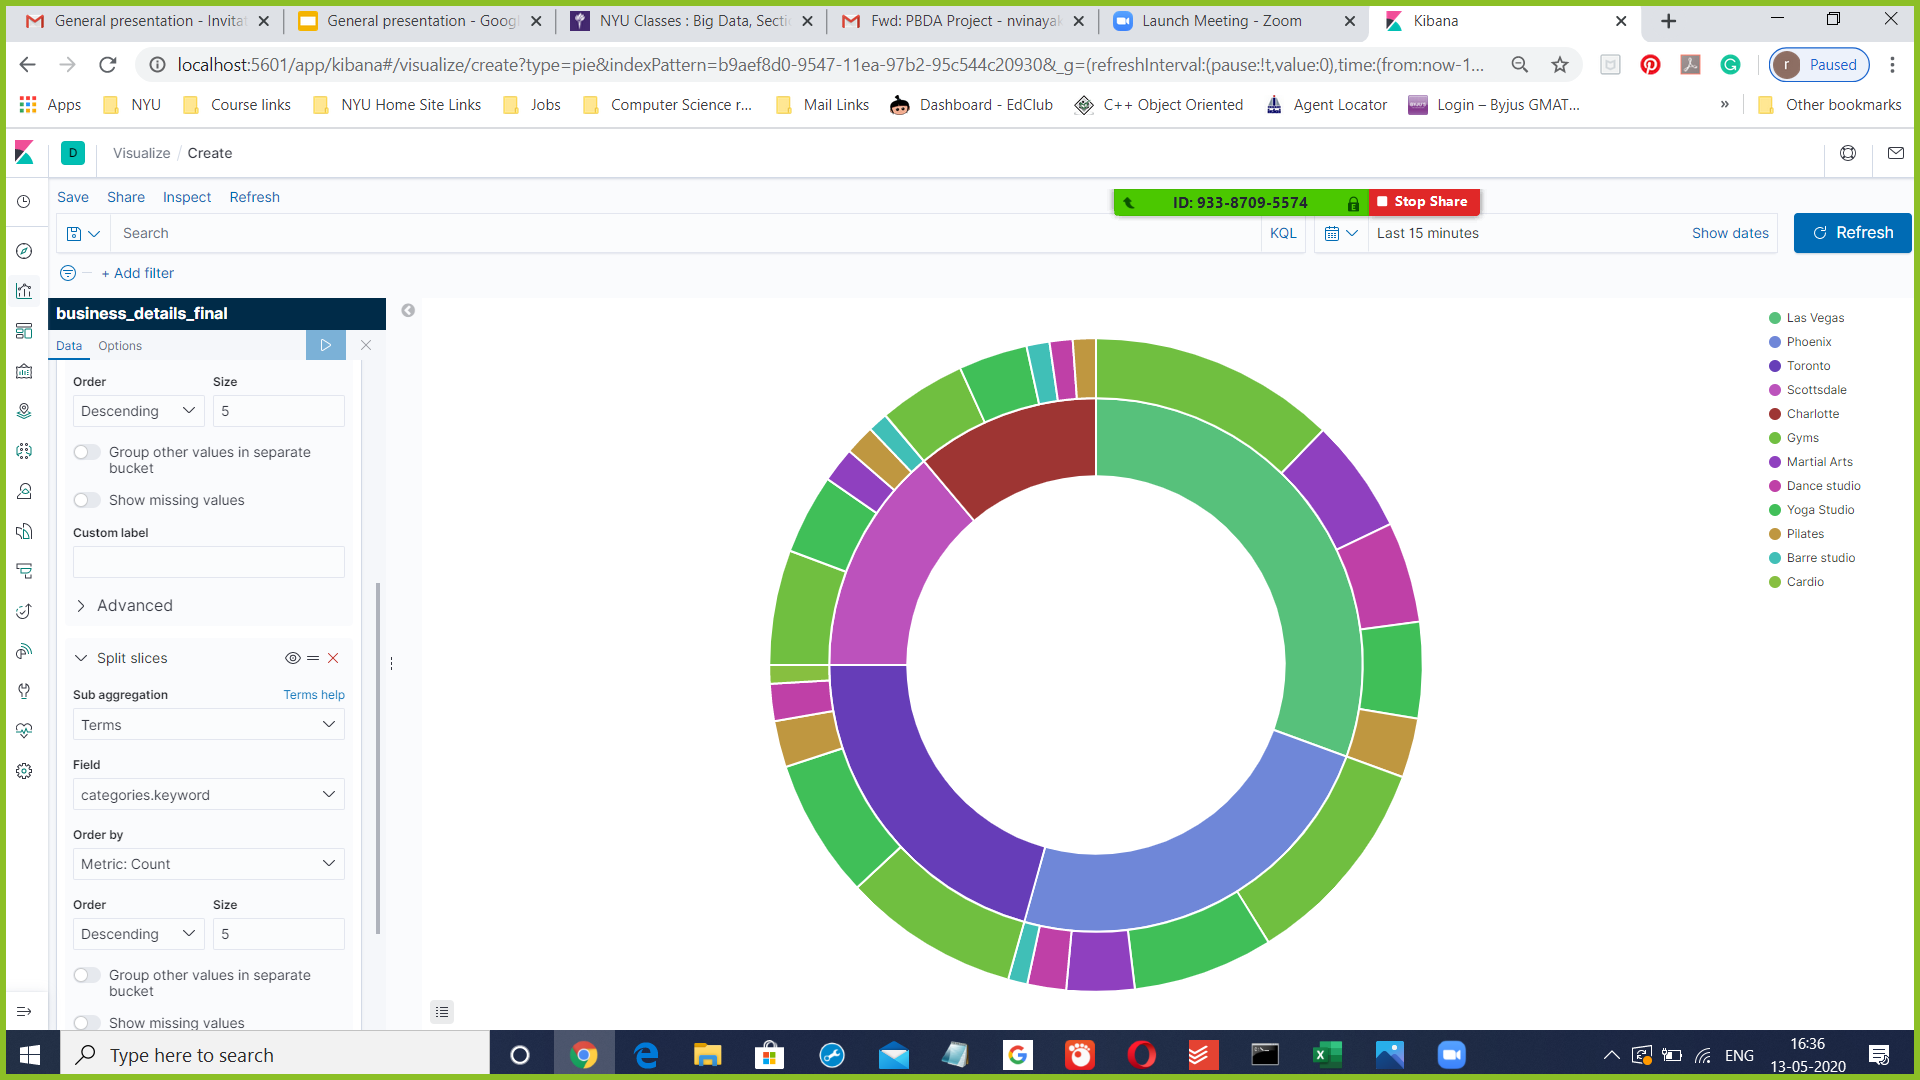 General presentation - Invitat
General presentation - Googl
NYU Classes : Big Data, Secti
Fwd: PBDA Project - nvinayak
Launch Meeting - Zoom
Kibana
localhost:5601/app/kibana#/visualize/create?type=pie&indexPattern=b9aef8d0-9547-11ea-97b2-95c544c20930&_g=(refreshInterval:(pause:!t,value:0),time:(from:now-1...
r Paused
Apps
NYU
Course links
NYU Home Site Links
Jobs
Computer Science r...
Mail Links
Dashboard - EdClub
C++ Object Oriented
Agent Locator
Login – Byjus GMAT...
»
Other bookmarks
D
Visualize / Create
Save Share Inspect Refresh
ID: 933-8709-5574
Stop Share
Search
KQL
Last 15 minutes
Show dates
Refresh
+ Add filter
business_details_final
Data Options
Order Size
Descending 5
Group other values in separate
bucket
Show missing values
Custom label
Advanced
Split slices
Sub aggregation Terms help
Terms
Field
categories.keyword
Order by
Metric: Count
Order Size
Descending 5
Group other values in separate
bucket
Show missing values
Las Vegas
Phoenix
Toronto
Scottsdale
Charlotte
Gyms
Martial Arts
Dance studio
Yoga Studio
Pilates
Barre studio
Cardio
Type here to search
ENG
16:36
13-05-2020